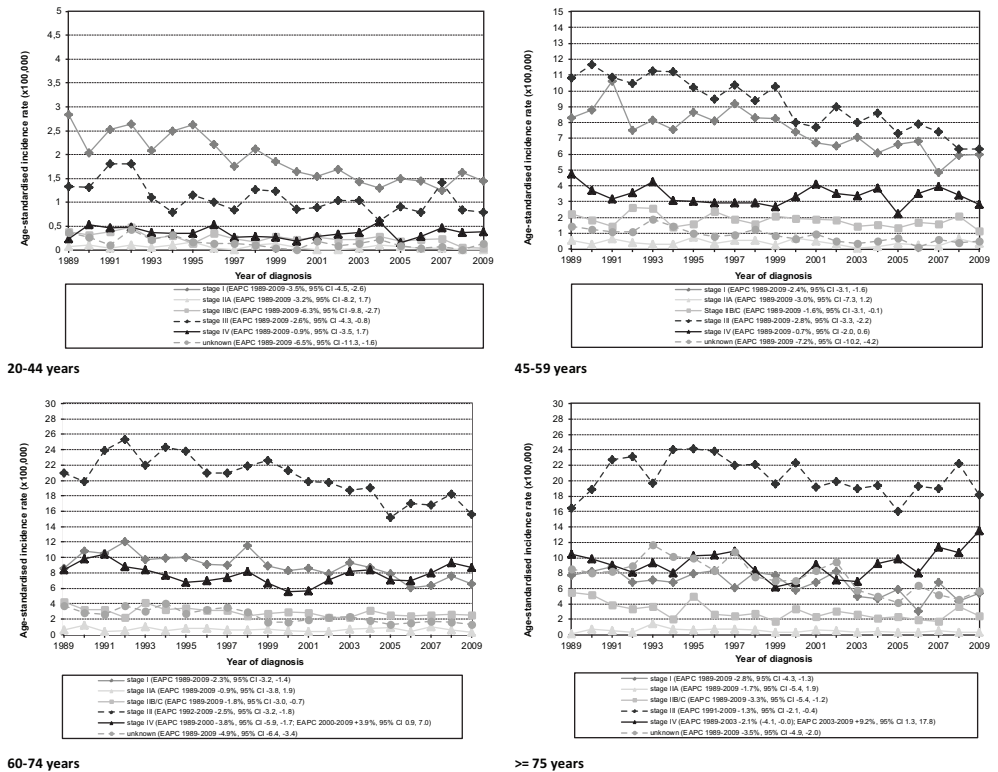 5
4,5
4
3,5
3
2,5
2
1,5
1
0,5
0
Age-standardised incidence rate (x100,000)
1989 1991 1993 1995 1997 1999 2001 2003 2005 2007 2009
Year of diagnosis
stage I (EAPC 1989-2009 -3.5%, 95% CI -4.5, -2.6)
stage IIA (EAPC 1989-2009 -3.2%, 95% CI -8.2, 1.7)
stage IIB/C (EAPC 1989-2009 -6.3%, 95% CI -9.8, -2.7)
stage III (EAPC 1989-2009 -2.6%, 95% CI -4.3, -0.8)
stage IV (EAPC 1989-2009 -0.9%, 95% CI -3.5, 1.7)
unknown (EAPC 1989-2009 -6.5%, 95% CI -11.3, -1.6)
20-44 years
15
14
13
12
11
10
9
8
7
6
5
4
3
2
1
0
Age-standardised incidence rate (x100,000)
1989 1991 1993 1995 1997 1999 2001 2003 2005 2007 2009
Year of diagnosis
stage I (EAPC 1989-2009 -2.4%, 95% CI -3.1, -1.6)
stage IIA (EAPC 1989-2009 -3.0%, 95% CI -7.3, 1.2)
Stage IIB/C (EAPC 1989-2009 -1.6%, 95% CI -3.1, -0.1)
stage III (EAPC 1989-2009 -2.8%, 95% CI -3.3, -2.2)
stage IV (EAPC 1989-2009 -0.7%, 95% CI -2.0, 0.6)
unknown (EAPC 1989-2009 -7.2%, 95% CI -10.2, -4.2)
45-59 years
30
28
26
24
22
20
18
16
14
12
10
8
6
4
2
0
Age-standardised incidence rate (x100,000)
1989 1991 1993 1995 1997 1999 2001 2003 2005 2007 2009
Year of diagnosis
stage I (EAPC 1989-2009 -2.3%, 95% CI -3.2, -1.4)
stage IIA (EAPC 1989-2009 -0.9%, 95% CI -3.8, 1.9)
stage IIB/C (EAPC 1989-2009 -1.8%, 95% CI -3.0, -0.7)
stage III (EAPC 1992-2009 -2.5%, 95% CI -3.2, -1.8)
stage IV (EAPC 1989-2000 -3.8%, 95% CI -5.9, -1.7; EAPC 2000-2009 +3.9%, 95% CI 0.9, 7.0)
unknown (EAPC 1989-2009 -4.9%, 95% CI -6.4, -3.4)
60-74 years
30
28
26
24
22
20
18
16
14
12
10
8
6
4
2
0
Age-standardised incidence rate (x100,000)
1989 1991 1993 1995 1997 1999 2001 2003 2005 2007 2009
Year of diagnosis
stage I (EAPC 1989-2009 -2.8%, 95% CI -4.3, -1.3)
stage IIA (EAPC 1989-2009 -1.7%, 95% CI -5.4, 1.9)
stage IIB/C (EAPC 1989-2009 -3.3%, 95% CI -5.4, -1.2)
stage III (EAPC 1991-2009 -1.3%, 95% CI -2.1, -0.4)
stage IV (EAPC 1989-2003 -2.1% (-4.1, -0.0); EAPC 2003-2009 +9.2%, 95% CI 1.3, 17.8)
unknown (EAPC 1989-2009 -3.5%, 95% CI -4.9, -2.0)
>= 75 years